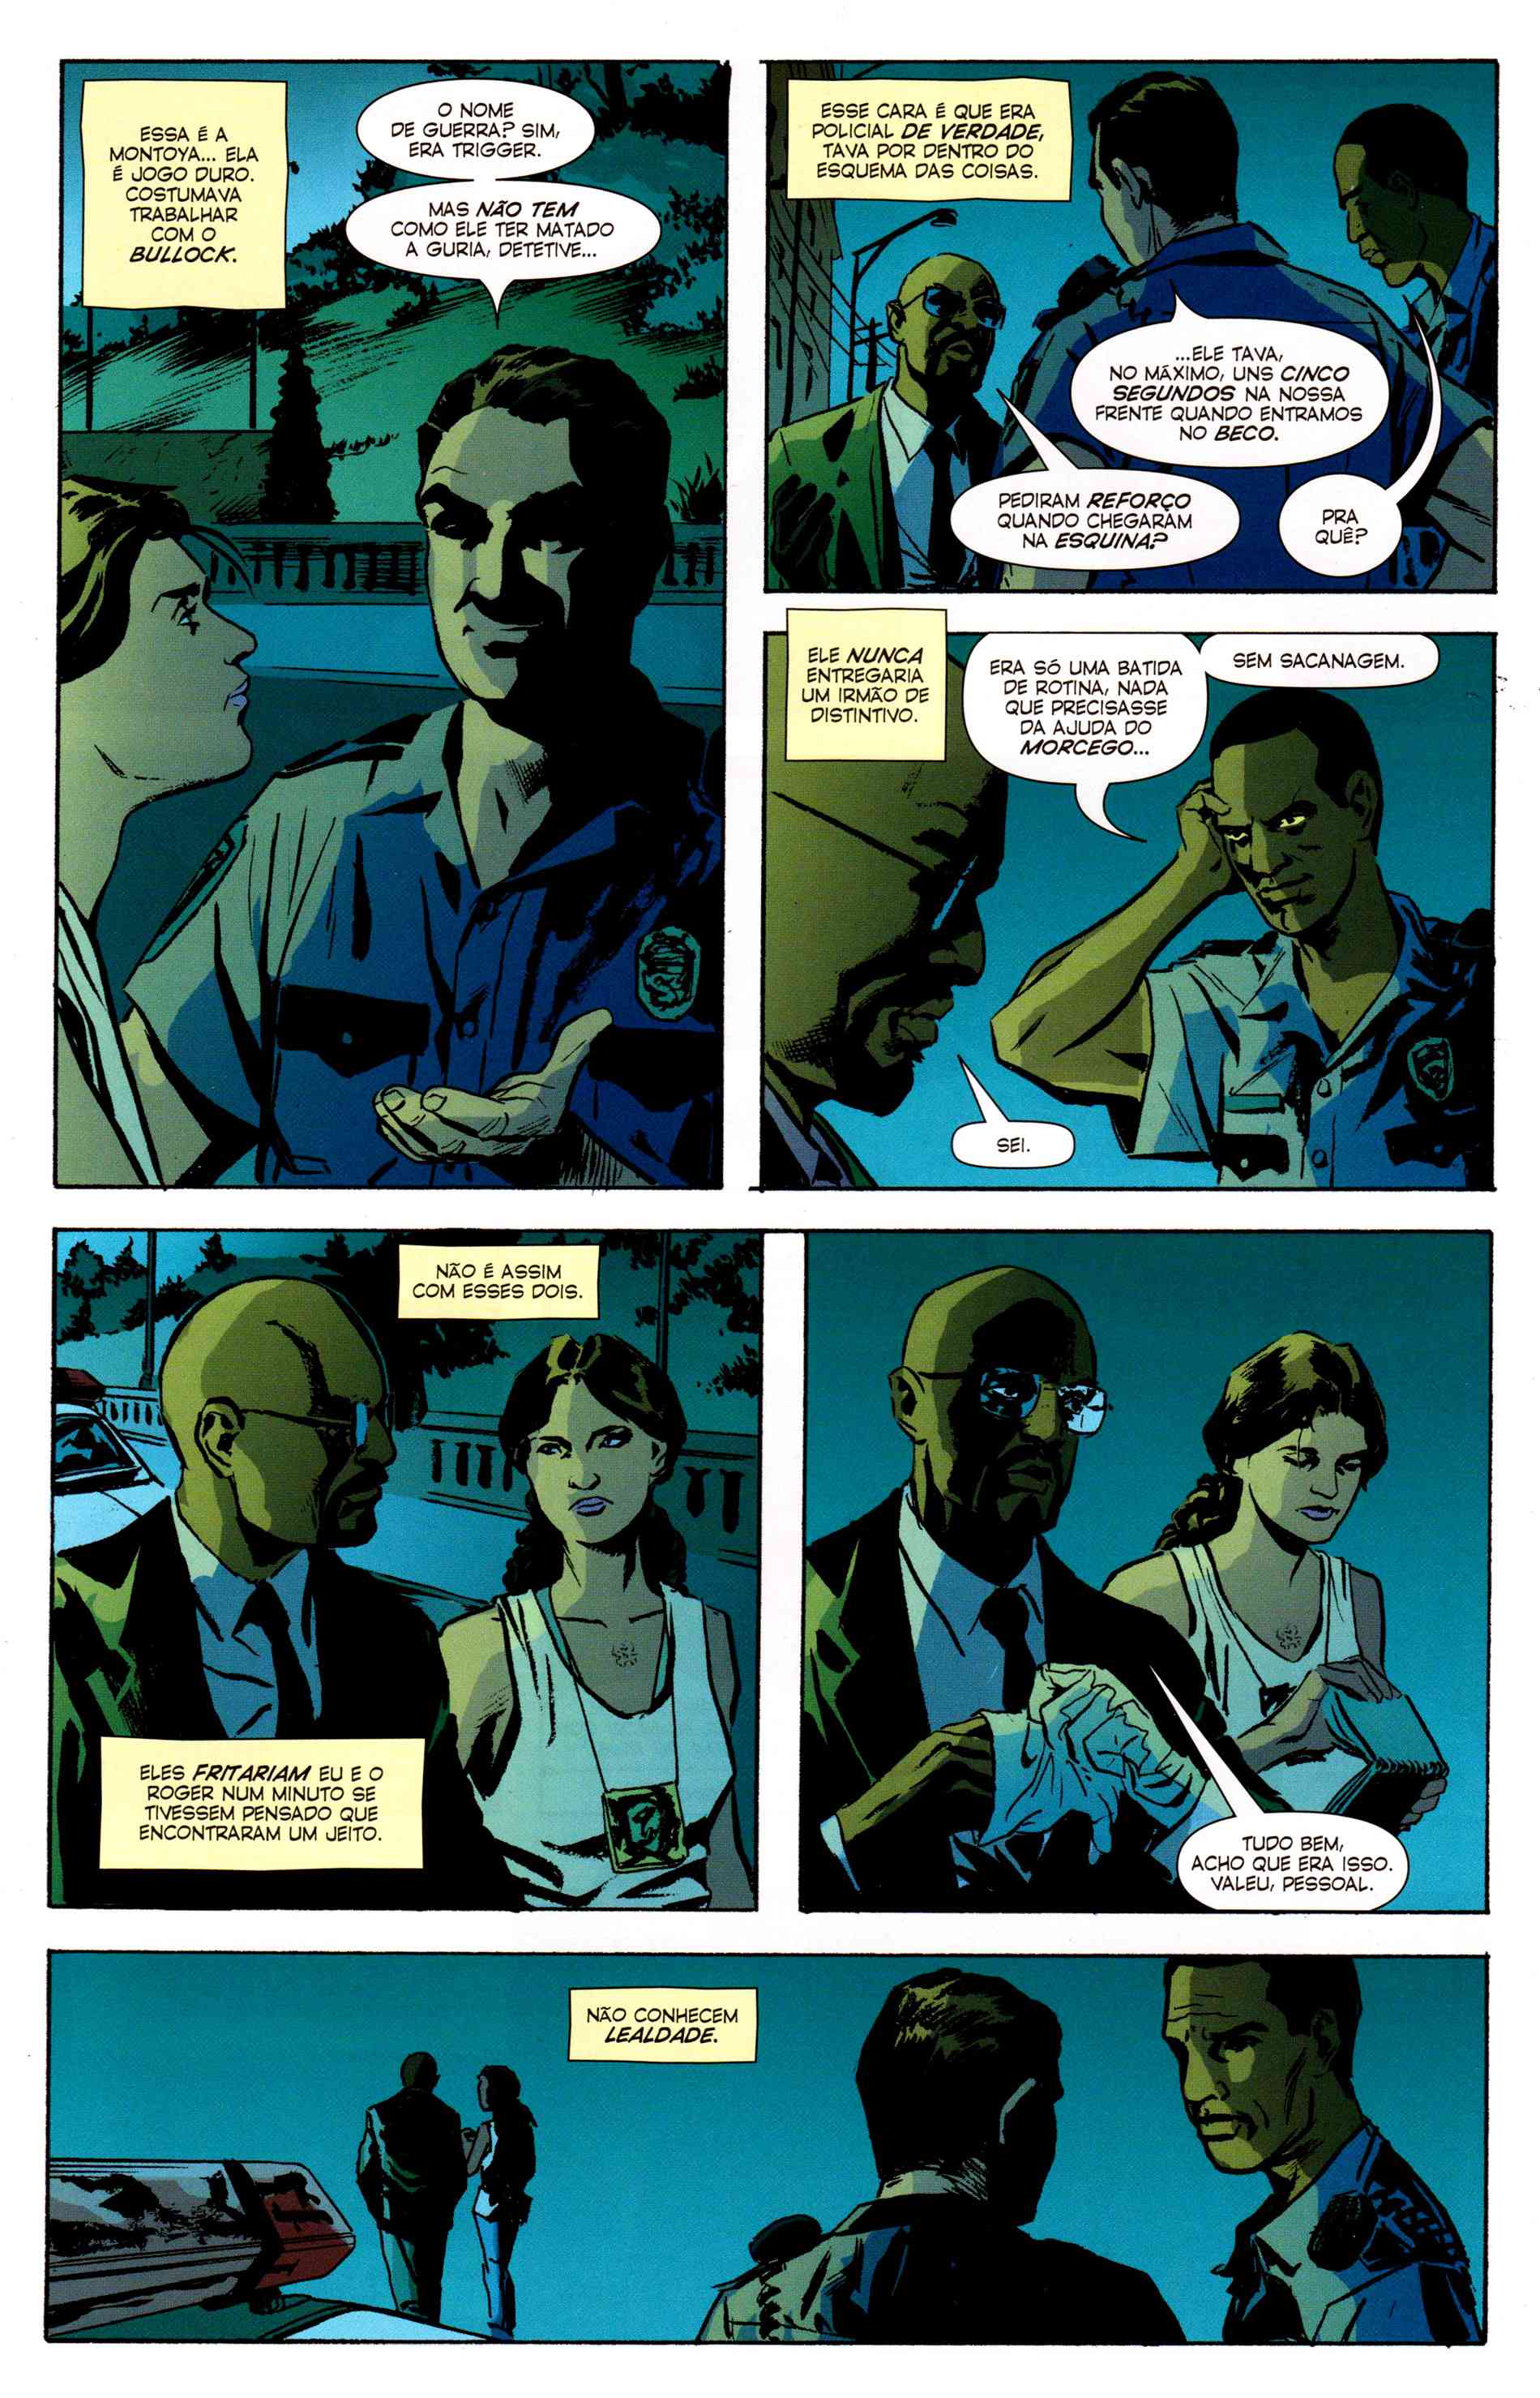 ESSA É A
MONTOYA... ELA
É JOGO DURO.
COSTUMAVA
TRABALHAR
COM O
BULLOCK.
O NOME
DE GUERRA? SIM,
ERA TRIGGER.
MAS NÃO TEM
COMO ELE TER MATADO
A GURIA, DETETIVE...
ESSE CARA É QUE ERA
POLICIAL DE VERDADE,
TAVA POR DENTRO DO
ESQUEMA DAS COISAS.
...ELE TAVA,
NO MÁXIMO, UNS CINCO
SEGUNDOS NA NOSSA
FRENTE QUANDO ENTRAMOS
NO BECO.
PEDIRAM REFORÇO
QUANDO CHEGARAM
NA ESQUINA?
PRA
QUÊ?
ELE NUNCA
ENTREGARIA
UM IRMÃO DE
DISTINTIVO.
ERA SÓ UMA BATIDA
DE ROTINA, NADA
QUE PRECISASSE
DA AJUDA DO
MORCEGO...
SEM SACANAGEM.
SEI.
NÃO É ASSIM
COM ESSES DOIS.
ELES FRITARIAM EU E O
ROGER NUM MINUTO SE
TIVESSEM PENSADO QUE
ENCONTRARAM UM JEITO.
TUDO BEM,
ACHO QUE ERA ISSO.
VALEU, PESSOAL.
NÃO CONHECEM
LEALDADE.